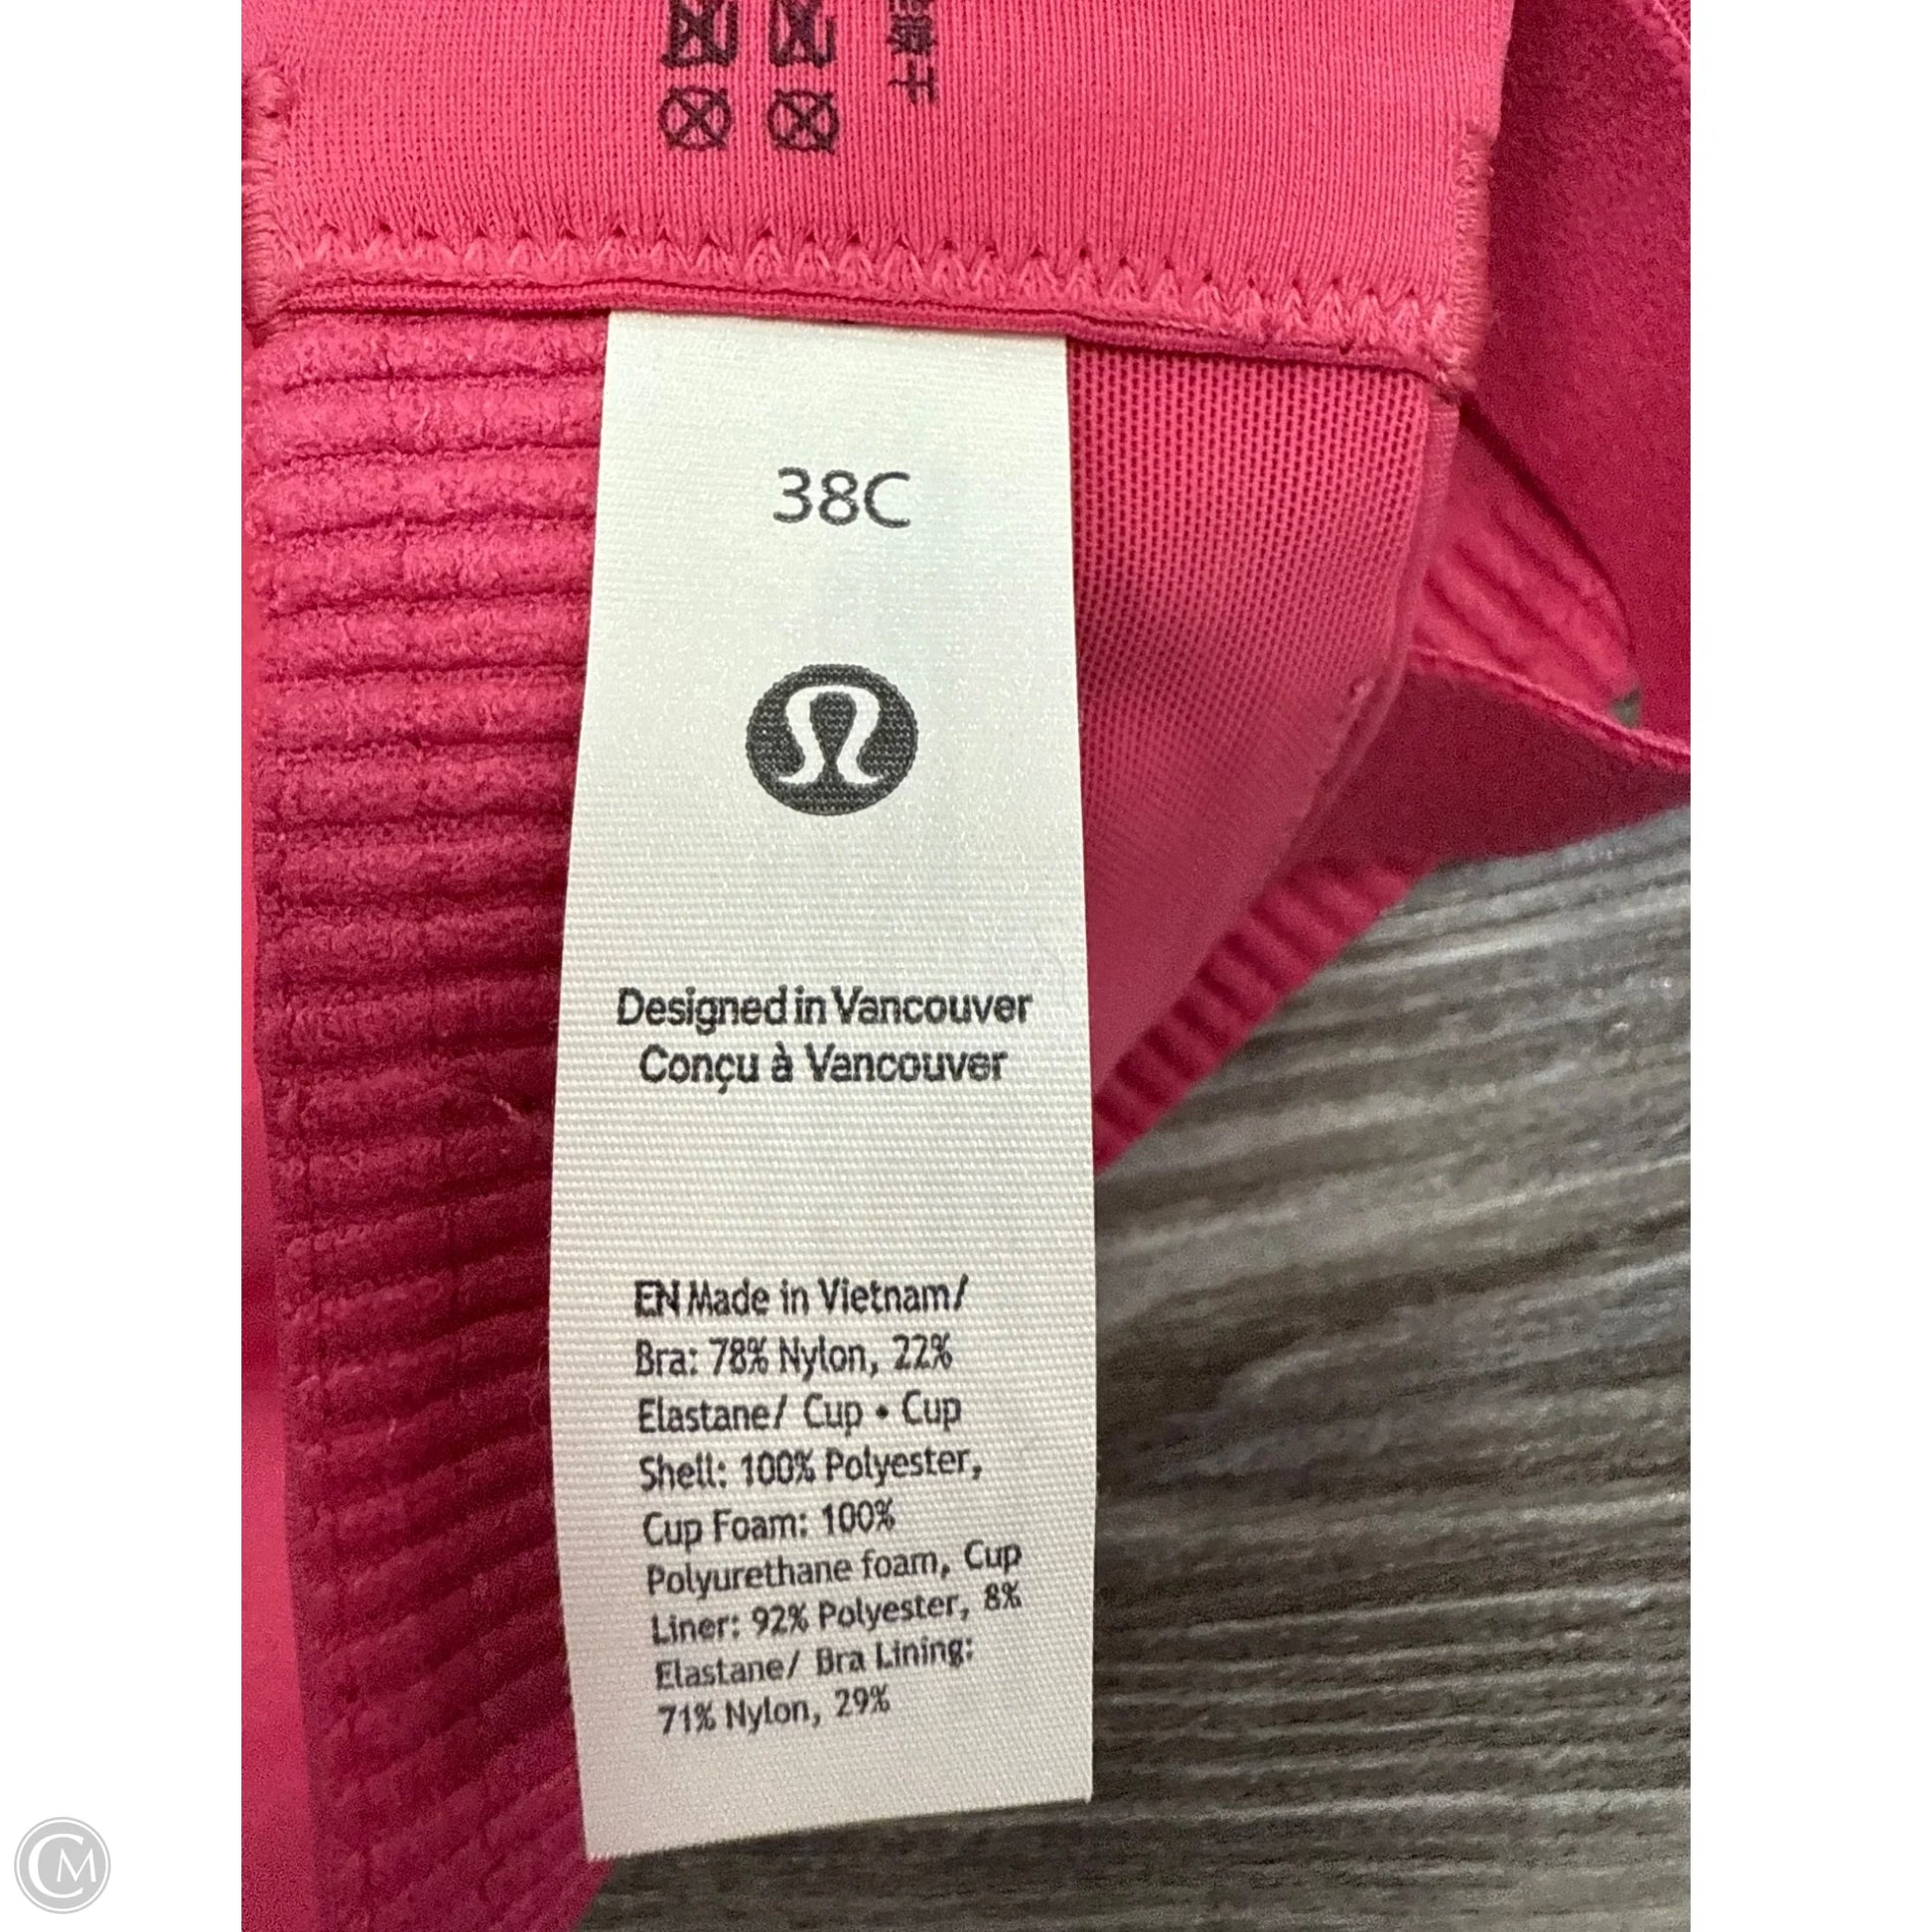 38C
Designed in Vancouver
Conçu à Vancouver
EN Made in Vietnam/
Bra: 78% Nylon, 22%
Elastane/ Cup • Cup
Shell: 100% Polyester,
Cup Foam: 100%
Polyurethane foam, Cup
Liner: 92% Polyester, 8%
Elastane/ Bra Lining:
71% Nylon, 29%
CM